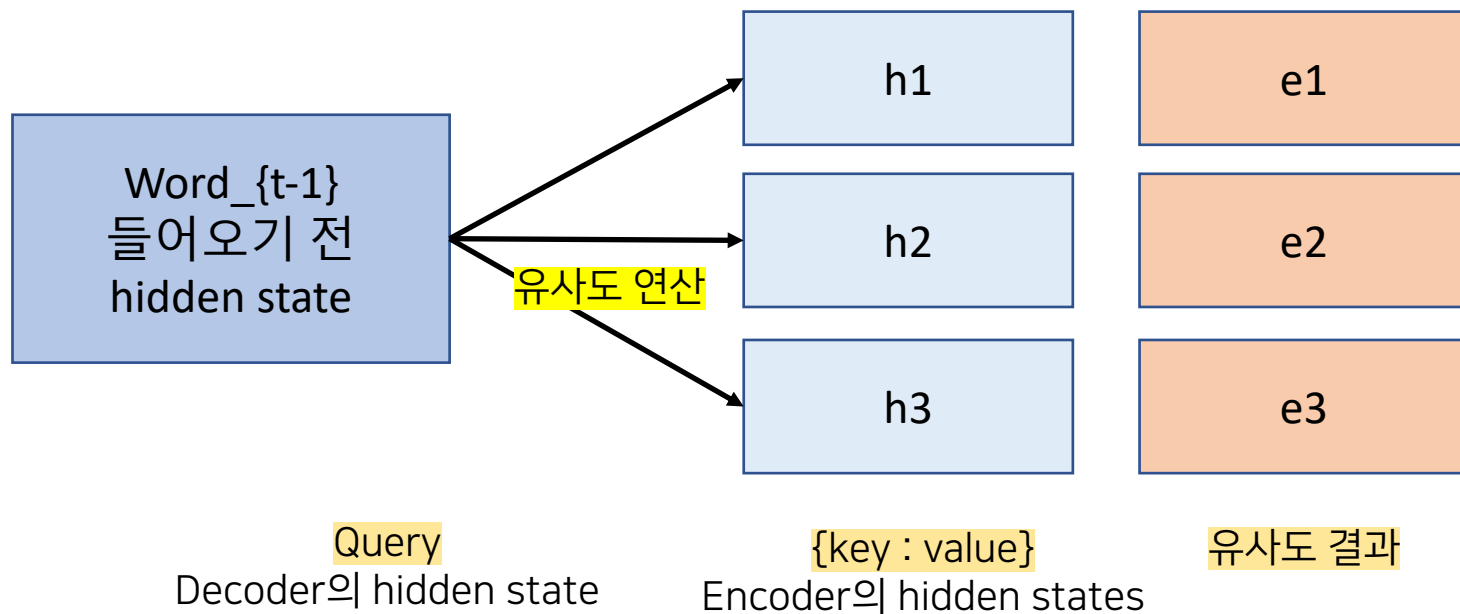 Word_{t-1}
들어오기 전
hidden state
유사도 연산
h1
h2
h3
e1
e2
e3
Query
Decoder의 hidden state
{key : value}
Encoder의 hidden states
유사도 결과